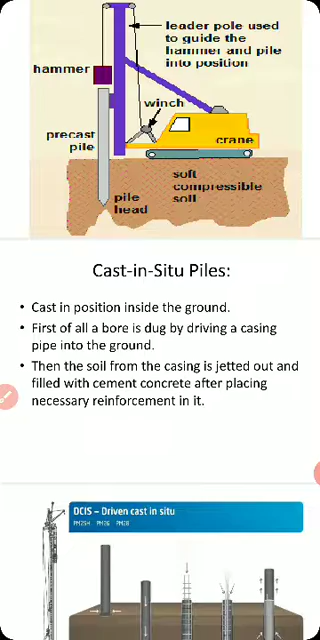 leader pole used
to guide the
hammer and pile
into position
hammer
winch
precast
pile
crane
soft
compressible
soil
pile
head
Cast-in-Situ Piles:
• Cast in position inside the ground.
• First of all a bore is dug by driving a casing
pipe into the ground.
• Then the soil from the casing is jetted out and
filled with cement concrete after placing
necessary reinforcement in it.
DCIS – Driven cast in situ
PM25H PM26 PM28